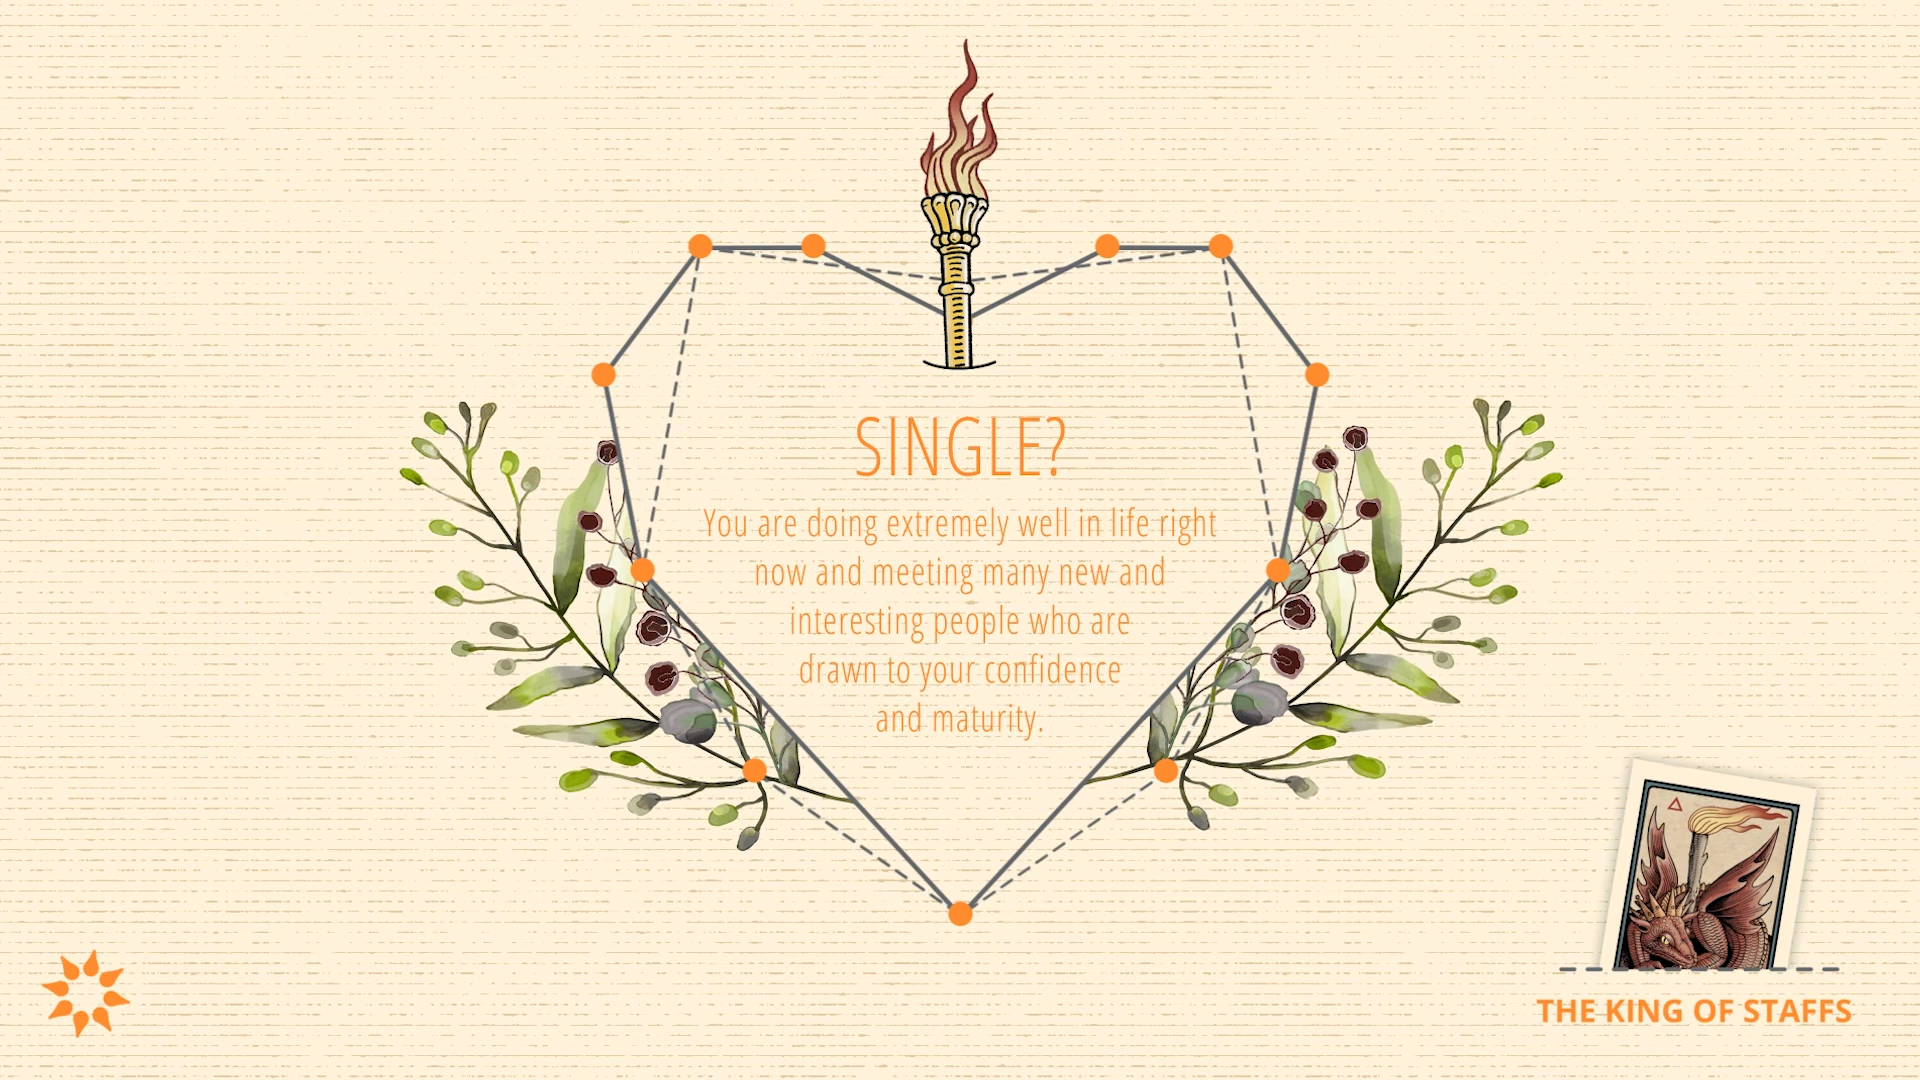 SINGLE?
You are doing extremely well in life right
now and meeting many new and
interesting people who are
drawn to your confidence
and maturity.
THE KING OF STAFFS